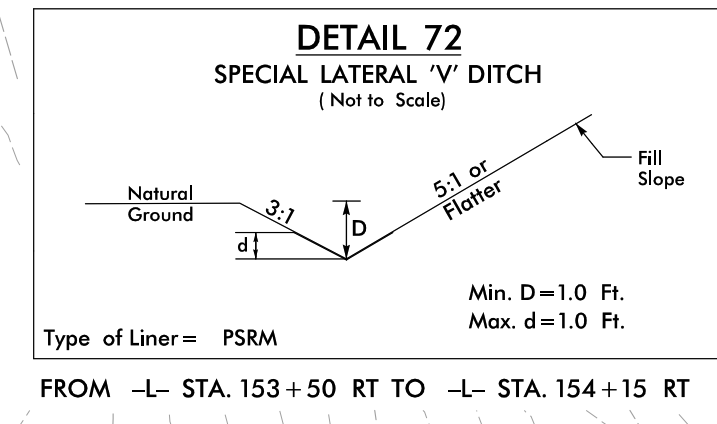 DETAIL 72
SPECIAL LATERAL 'V' DITCH
(Not to Scale)
Natural
Ground
3:1
d
D
5:1 or
Flatter
Fill
Slope
Min. D=1.0 Ft.
Max. d=1.0 Ft.
Type of Liner= PSRM
FROM -L- STA. 153+50 RT TO -L- STA. 154+15 RT